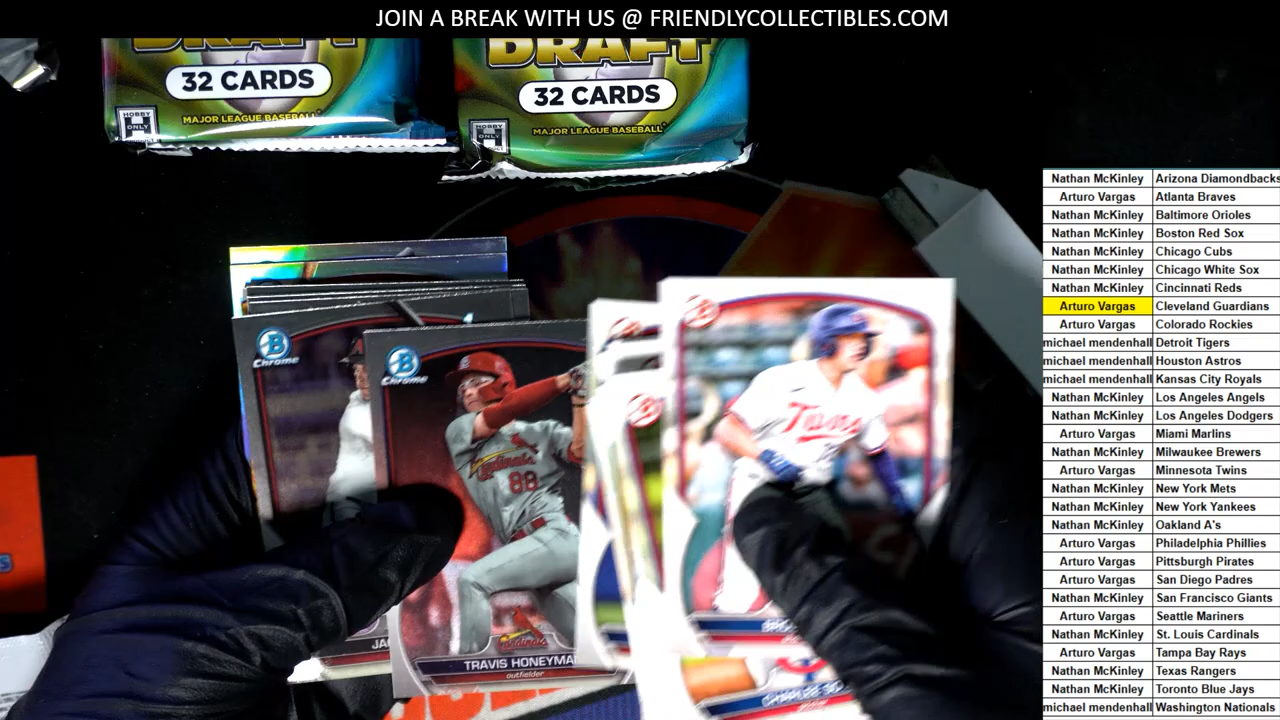 JOIN A BREAK WITH US @ FRIENDLYCOLLECTIBLES.COM
DRAFT
32 CARDS
HOBBY
ONLY
MAJOR LEAGUE BASEBALL
DRAFT
32 CARDS
HOBBY
ONLY
MAJOR LEAGUE BASEBALL
B
Chrome
B
Chrome
Cardinals
88
Cardinals
TRAVIS HONEYMA
outfielder
JA
Twins
Nathan McKinley Arizona Diamondbacks
Arturo Vargas Atlanta Braves
Nathan McKinley Baltimore Orioles
Nathan McKinley Boston Red Sox
Nathan McKinley Chicago Cubs
Nathan McKinley Chicago White Sox
Nathan McKinley Cincinnati Reds
Arturo Vargas Cleveland Guardians
Arturo Vargas Colorado Rockies
michael mendenhall Detroit Tigers
michael mendenhall Houston Astros
michael mendenhall Kansas City Royals
Nathan McKinley Los Angeles Angels
Nathan McKinley Los Angeles Dodgers
Arturo Vargas Miami Marlins
Nathan McKinley Milwaukee Brewers
Arturo Vargas Minnesota Twins
Nathan McKinley New York Mets
Nathan McKinley New York Yankees
Nathan McKinley Oakland A's
Arturo Vargas Philadelphia Phillies
Arturo Vargas Pittsburgh Pirates
Arturo Vargas San Diego Padres
Nathan McKinley San Francisco Giants
Arturo Vargas Seattle Mariners
Nathan McKinley St. Louis Cardinals
Arturo Vargas Tampa Bay Rays
Nathan McKinley Texas Rangers
Nathan McKinley Toronto Blue Jays
michael mendenhall Washington Nationals